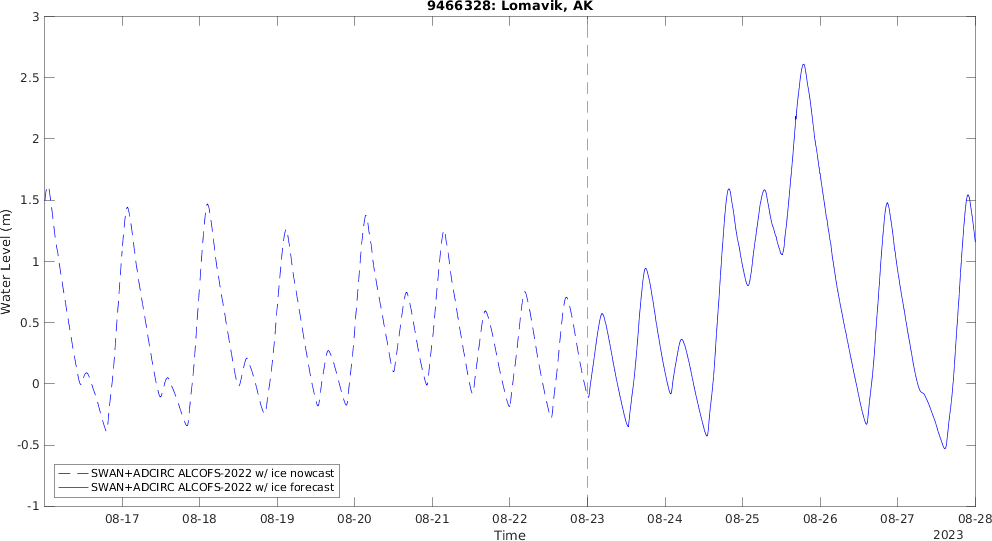 9466328: Lomavik, AK
3
2.5
2
1.5
1
0.5
0
-0.5
-1
Water Level (m)
SWAN+ADCIRC ALCOFS-2022 w/ ice nowcast
SWAN+ADCIRC ALCOFS-2022 w/ ice forecast
08-17 08-18 08-19 08-20 08-21 08-22 08-23 08-24 08-25 08-26 08-27 08-28
Time
2023